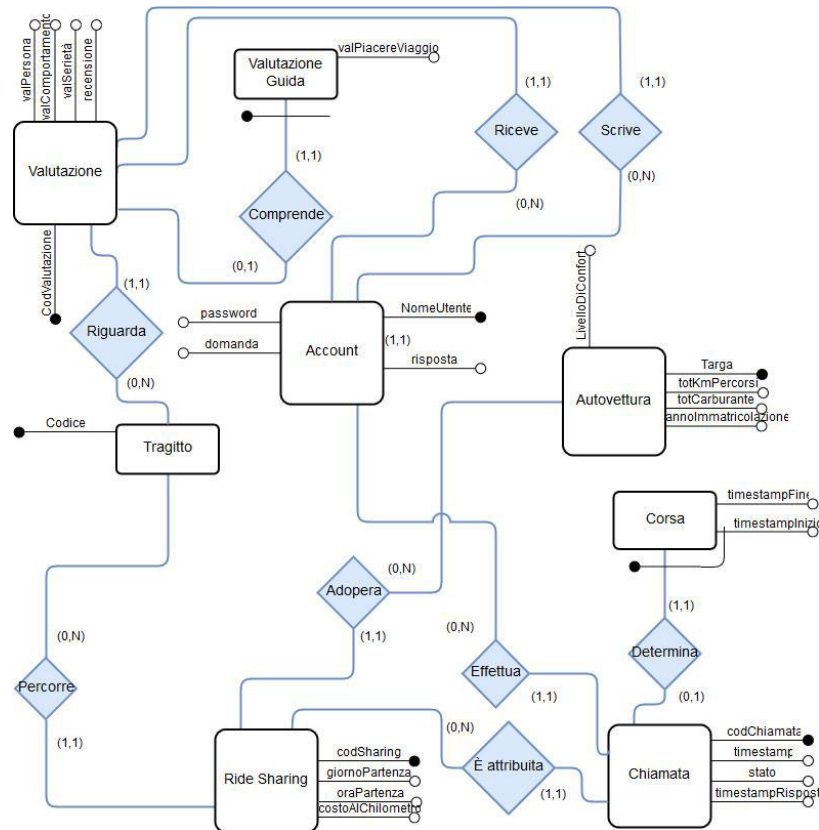 valPersona
valComportamento
valSerietà
recensione
Valutazione
CodValutazione
Valutazione
Guida
valPiacereViaggio
(1,1)
Comprende
(0,1)
(1,1)
Riceve
(0,N)
(1,1)
Scrive
(0,N)
(1,1)
Riguarda
(0,N)
password
domanda
Account
NomeUtente
(1,1)
risposta
LivelloDiConfort
Autovettura
Targa
totKmPercorsi
totCarburante
annoImmatricolazione
Codice
Tragitto
Corsa
timestampFine
timestampInizio
(0,N)
Adopera
(1,1)
(0,N)
Percorre
(1,1)
(0,N)
Effettua
(1,1)
(1,1)
Determina
(0,1)
Ride Sharing
codSharing
giornoPartenza
oraPartenza
costoAlChilometro
(0,N)
È attribuita
(1,1)
Chiamata
codChiamata
timestamp
stato
timestampRispost